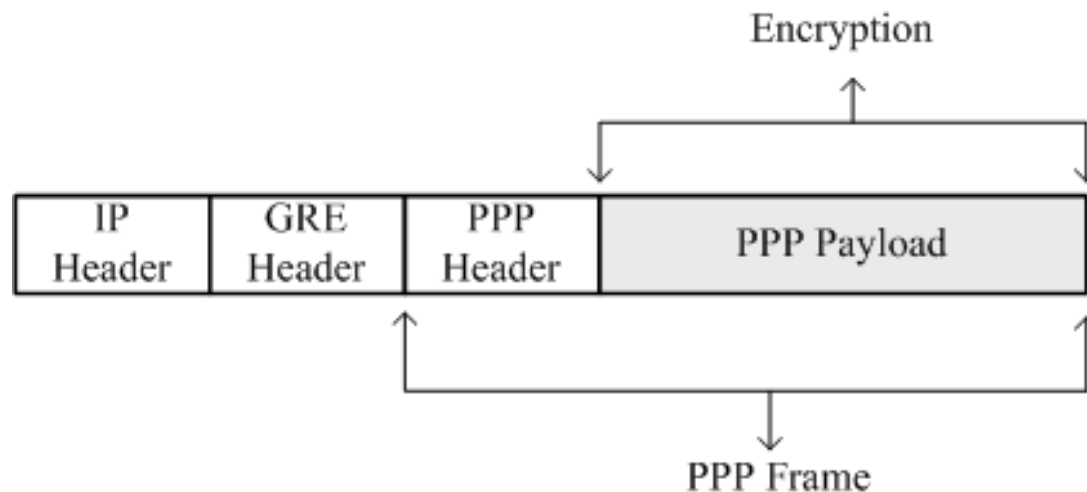 Encryption
IP
Header
GRE
Header
PPP
Header
PPP Payload
PPP Frame